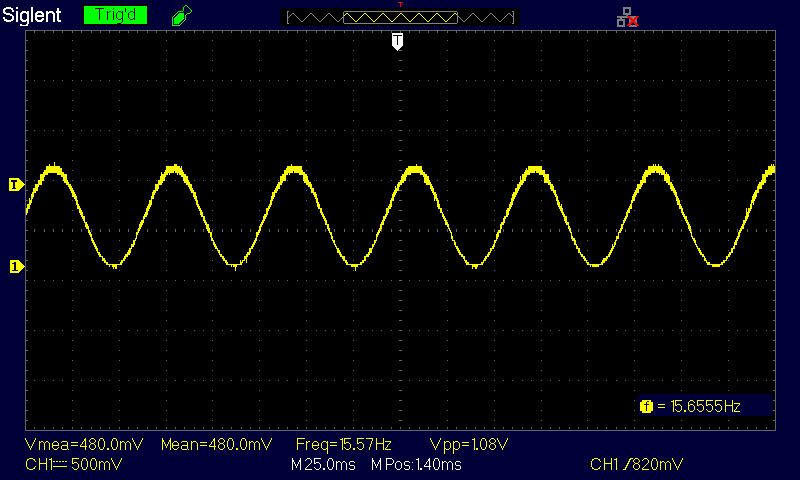 Siglent Trig'd T
T
T
1
f = 15.6555Hz
Vmea=480.0mV Mean=480.0mV Freq=15.57Hz Vpp=1.08V
CH1 500mV M25.0ms MPos:1.40ms CH1 820mV